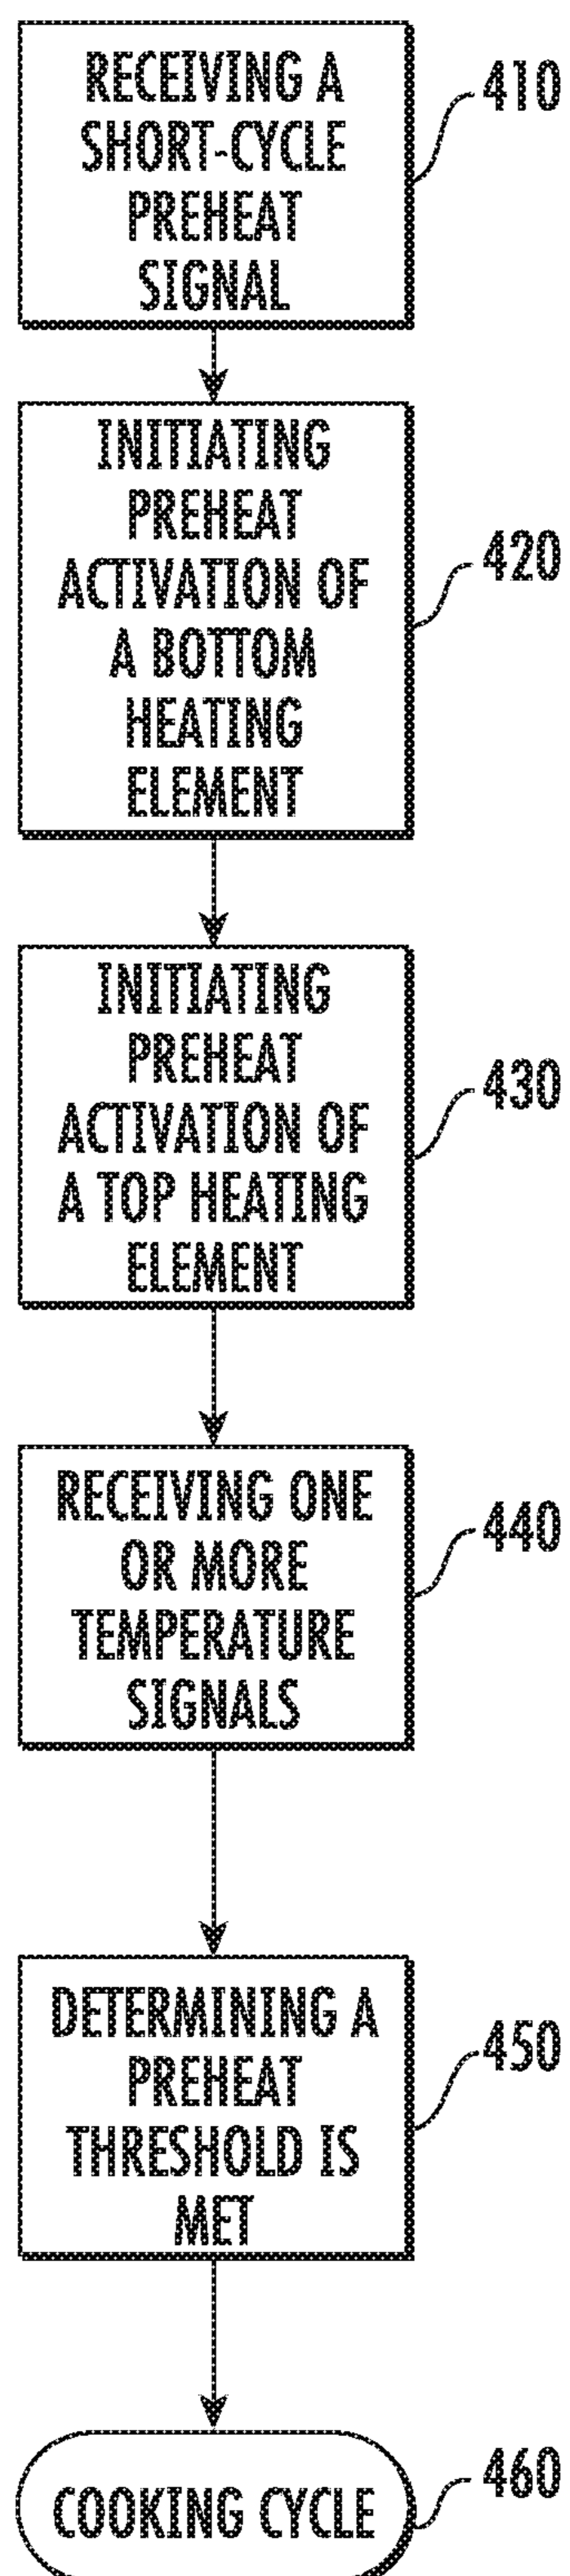 RECEIVING A
SHORT-CYCLE
PREHEAT
SIGNAL
410
INITIATING
PREHEAT
ACTIVATION OF
A BOTTOM
HEATING
ELEMENT
420
INITIATING
PREHEAT
ACTIVATION OF
A TOP HEATING
ELEMENT
430
RECEIVING ONE
OR MORE
TEMPERATURE
SIGNALS
440
DETERMINING A
PREHEAT
THRESHOLD IS
MET
450
COOKING CYCLE
460